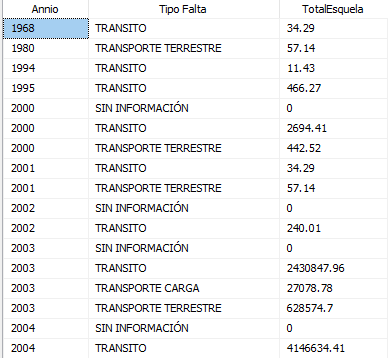 Annio Tipo Falta TotalEsquela
1968 TRANSITO 34.29
1980 TRANSPORTE TERRESTRE 57.14
1994 TRANSITO 11.43
1995 TRANSITO 466.27
2000 SIN INFORMACIÓN 0
2000 TRANSITO 2694.41
2000 TRANSPORTE TERRESTRE 442.52
2001 TRANSITO 34.29
2001 TRANSPORTE TERRESTRE 57.14
2002 SIN INFORMACIÓN 0
2002 TRANSITO 240.01
2003 SIN INFORMACIÓN 0
2003 TRANSITO 2430847.96
2003 TRANSPORTE CARGA 27078.78
2003 TRANSPORTE TERRESTRE 628574.7
2004 SIN INFORMACIÓN 0
2004 TRANSITO 4146634.41